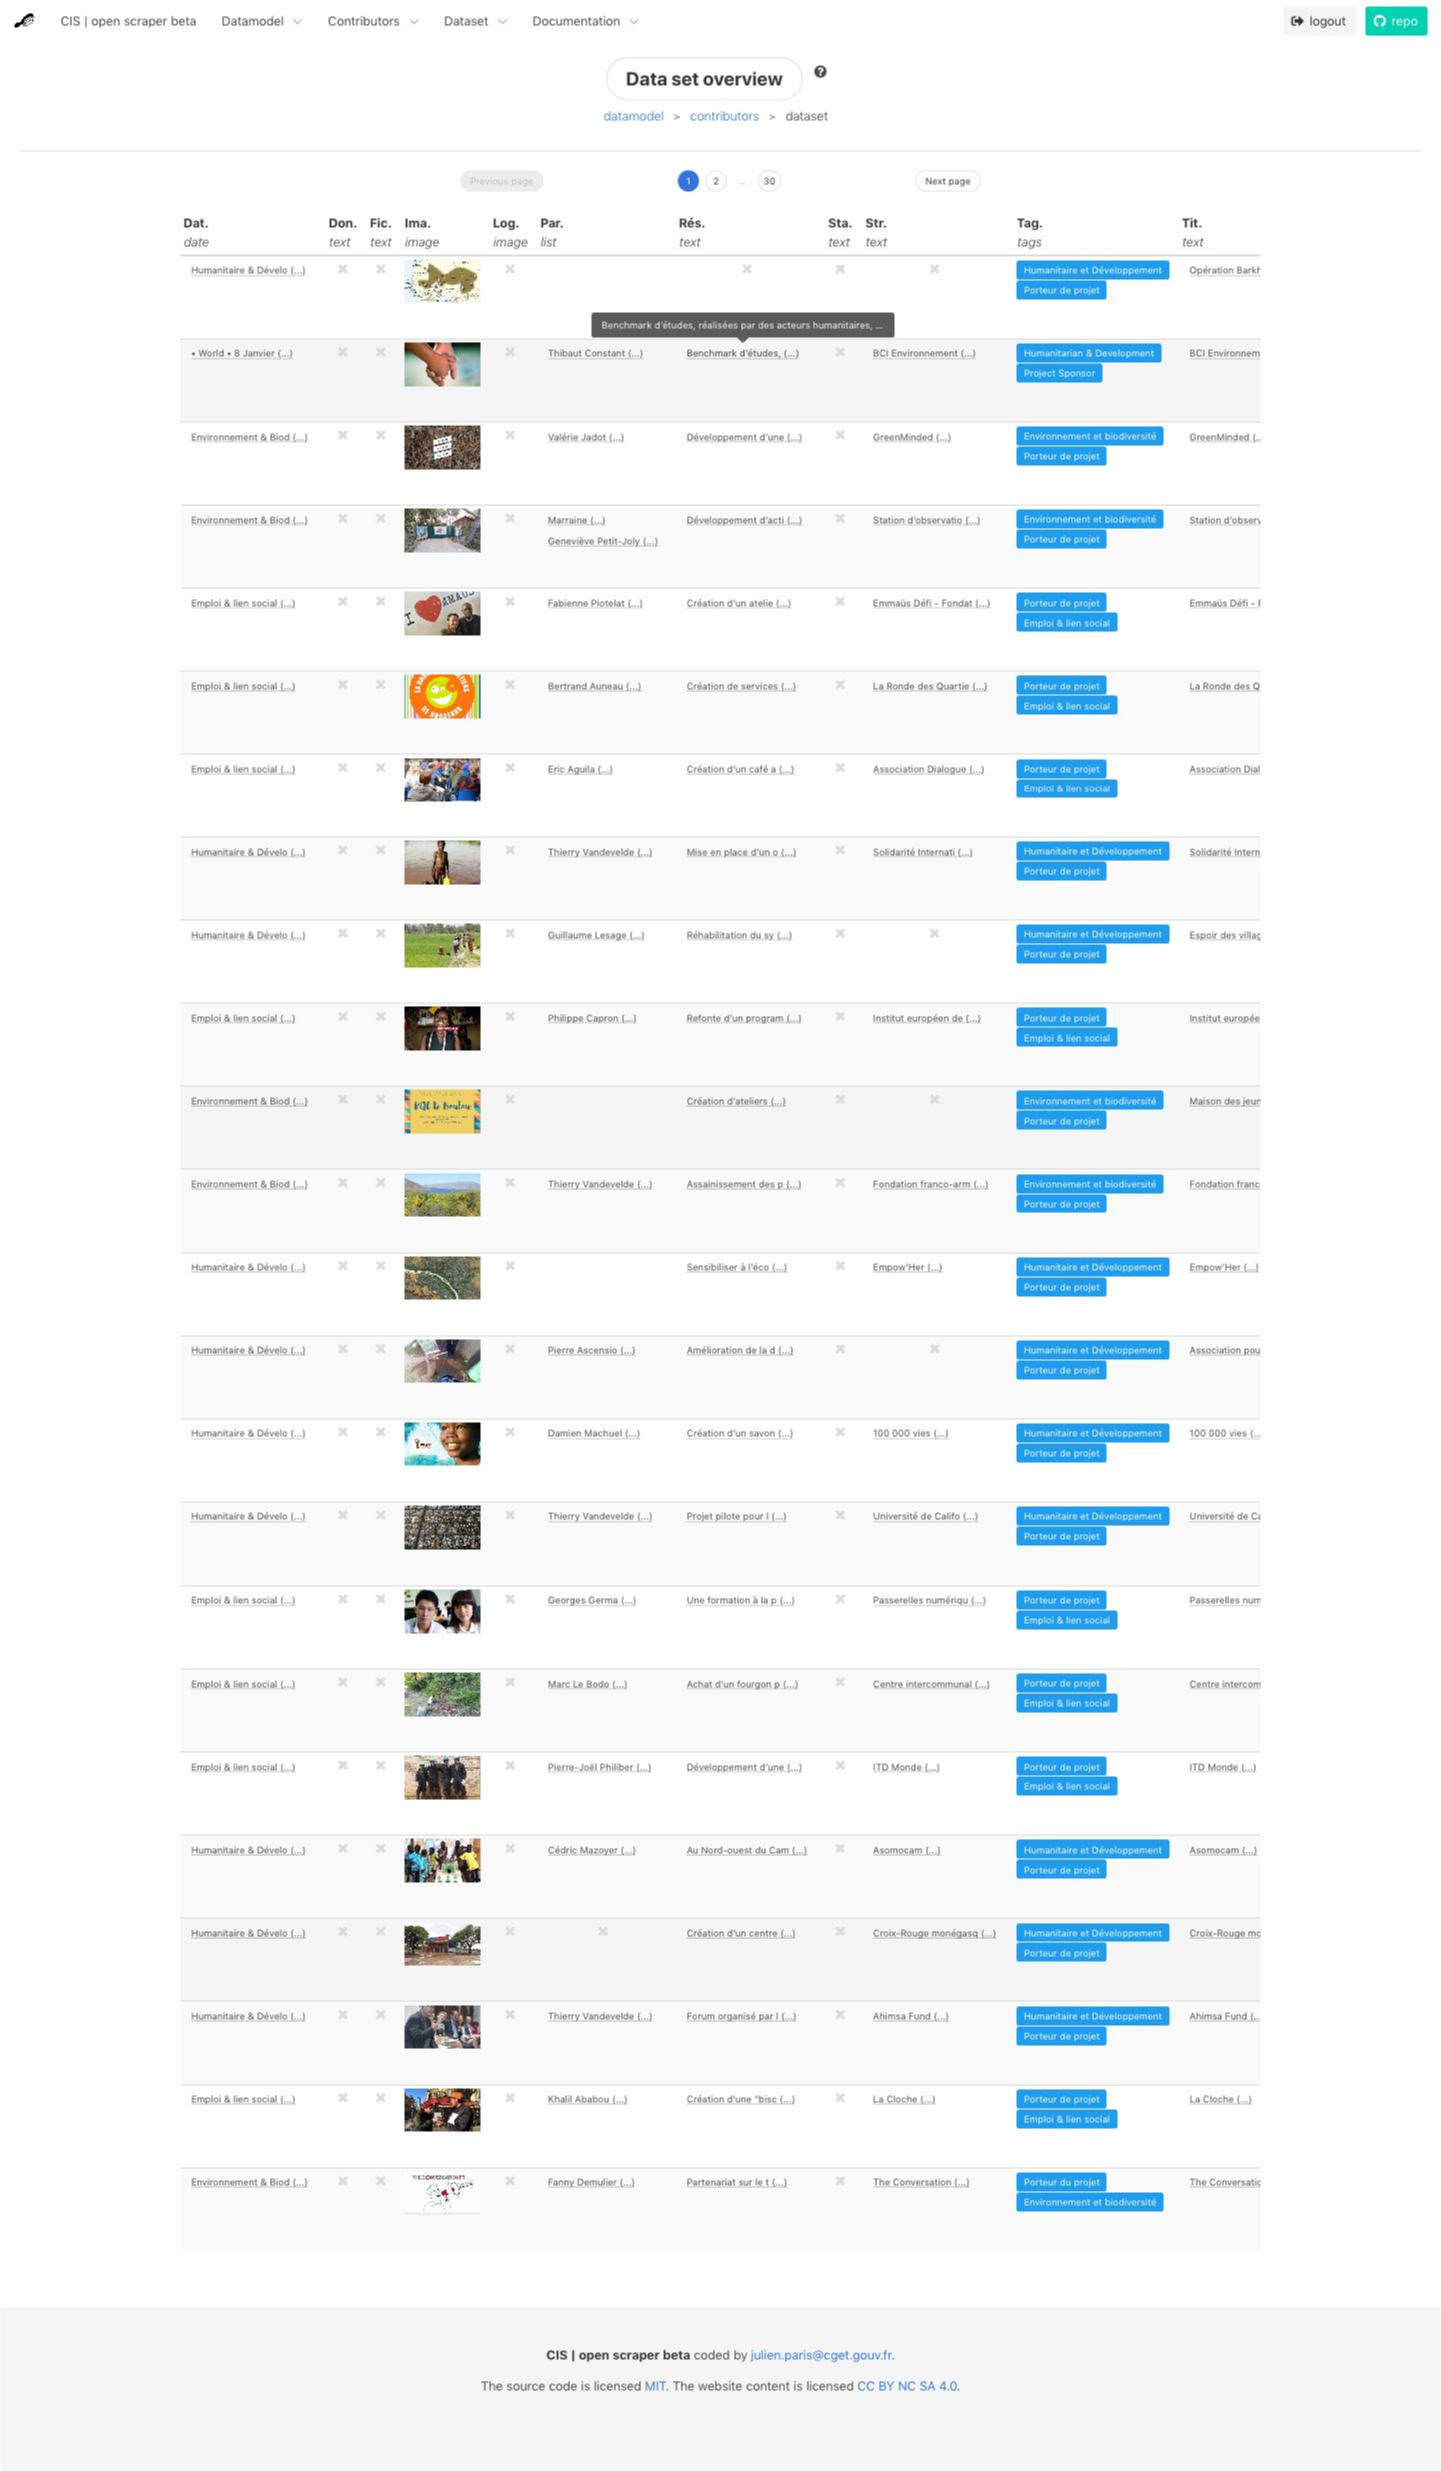 CIS | open scraper beta Datamodel Contributors Dataset Documentation logout repo
Data set overview
datamodel > contributors > dataset
Previous page 1 2 ... 30 Next page
Dat. Don. Fic. Ima. Log. Par. Rés. Sta. Str. Tag. Tit.
date text text image image list text text text tags text
Humanitaire & Dévelo (...) Humanitaire et Développement Opération Barkh
Porteur de projet
Benchmark d'études, réalisées par des acteurs humanitaires, ...
• World • 8 Janvier (...) Thibaut Constant (...) Benchmark d'études, (...) BCI Environnement (...) Humanitarian & Development BCI Environnem
Project Sponsor
Environnement & Biod (...) Valérie Jadot (...) Développement d'une (...) GreenMinded (...) Environnement et biodiversité GreenMinded (..
Porteur de projet
Environnement & Biod (...) Marraine (...) Développement d'acti (...) Station d'observatio (...) Environnement et biodiversité Station d'observ
Geneviève Petit-Joly (...) Porteur de projet
Emploi & lien social (...) I AMAUS Fabienne Piotelat (...) Création d'un atelie (...) Emmaüs Défi - Fondat (...) Porteur de projet Emmaüs Défi - F
Emploi & lien social
Emploi & lien social (...) Bertrand Auneau (...) Création de services (...) La Ronde des Quartie (...) Porteur de projet La Ronde des Q
Emploi & lien social
Emploi & lien social (...) Eric Aguila (...) Création d'un café a (...) Association Dialogue (...) Porteur de projet Association Dial
Emploi & lien social
Humanitaire & Dévelo (...) Thierry Vandevelde (...) Mise en place d'un o (...) Solidarité Internati (...) Humanitaire et Développement Solidarité Intern
Porteur de projet
Humanitaire & Dévelo (...) Guillaume Lesage (...) Réhabilitation du sy (...) Humanitaire et Développement Espoir des villag
Porteur de projet
Emploi & lien social (...) Philippe Capron (...) Refonte d'un program (...) Institut européen de (...) Porteur de projet Institut europée
Emploi & lien social
Environnement & Biod (...) Création d'ateliers (...) Environnement et biodiversité Maison des jeun
Porteur de projet
Environnement & Biod (...) Thierry Vandevelde (...) Assainissement des p (...) Fondation franco-arm (...) Environnement et biodiversité Fondation franc
Porteur de projet
Humanitaire & Dévelo (...) Sensibiliser à l'éco (...) Empow'Her (...) Humanitaire et Développement Empow'Her (...)
Porteur de projet
Humanitaire & Dévelo (...) Pierre Ascensio (...) Amélioration de la d (...) Humanitaire et Développement Association pou
Porteur de projet
Humanitaire & Dévelo (...) Damien Machuel (...) Création d'un savon (...) 100 000 vies (...) Humanitaire et Développement 100 000 vies (...
Porteur de projet
Humanitaire & Dévelo (...) Thierry Vandevelde (...) Projet pilote pour l (...) Université de Califo (...) Humanitaire et Développement Université de Ca
Porteur de projet
Emploi & lien social (...) Georges Germa (...) Une formation à la p (...) Passerelles numériqu (...) Porteur de projet Passerelles num
Emploi & lien social
Emploi & lien social (...) Marc Le Bodo (...) Achat d'un fourgon p (...) Centre intercommunal (...) Porteur de projet Centre intercom
Emploi & lien social
Emploi & lien social (...) Pierre-Joël Philiber (...) Développement d'une (...) ITD Monde (...) Porteur de projet ITD Monde (...)
Emploi & lien social
Humanitaire & Dévelo (...) Cédric Mazoyer (...) Au Nord-ouest du Cam (...) Asomocam (...) Humanitaire et Développement Asomocam (...)
Porteur de projet
Humanitaire & Dévelo (...) Création d'un centre (...) Croix-Rouge monégasq (...) Humanitaire et Développement Croix-Rouge mo
Porteur de projet
Humanitaire & Dévelo (...) Thierry Vandevelde (...) Forum organisé par l (...) Ahimsa Fund (...) Humanitaire et Développement Ahimsa Fund (...
Porteur de projet
Emploi & lien social (...) Khalil Ababou (...) Création d'une "bisc (...) La Cloche (...) Porteur de projet La Cloche (...)
Emploi & lien social
Environnement & Biod (...) THE CONVERSATION Fanny Demulier (...) Partenariat sur le t (...) The Conversation (...) Porteur du projet The Conversatio
Environnement et biodiversité
CIS | open scraper beta coded by julien.paris@cget.gouv.fr.
The source code is licensed MIT. The website content is licensed CC BY NC SA 4.0.